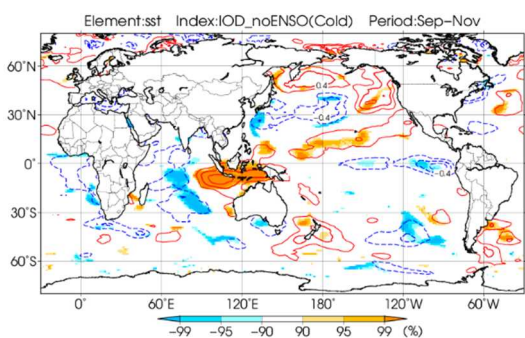 Element:sst Index:IOD_noENSO(Cold) Period:Sep-Nov
60°N
30°N
0°
30°S
60°S
0.4
-0.4
0.4
0° 60°E 120°E 180° 120°W 60°W
-99 -95 -90 90 95 99 (%)